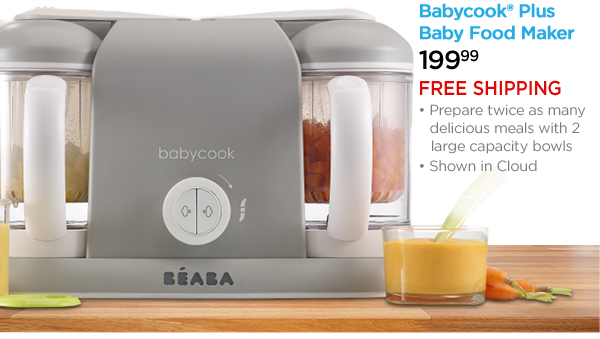 Babycook® Plus
Baby Food Maker
199⁹⁹
FREE SHIPPING
• Prepare twice as many
delicious meals with 2
large capacity bowls
• Shown in Cloud
babycook
BÉABA